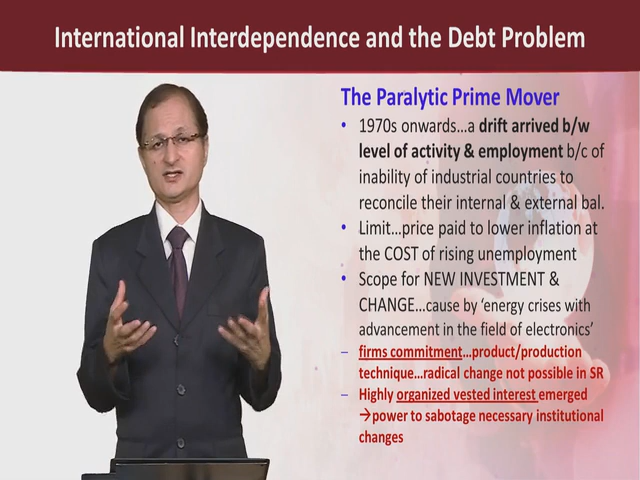 International Interdependence and the Debt Problem
The Paralytic Prime Mover
• 1970s onwards...a drift arrived b/w
level of activity & employment b/c of
inability of industrial countries to
reconcile their internal & external bal.
• Limit...price paid to lower inflation at
the COST of rising unemployment
• Scope for NEW INVESTMENT &
CHANGE...cause by ‘energy crises with
advancement in the field of electronics’
– firms commitment...product/production
technique...radical change not possible in SR
– Highly organized vested interest emerged
→power to sabotage necessary institutional
changes